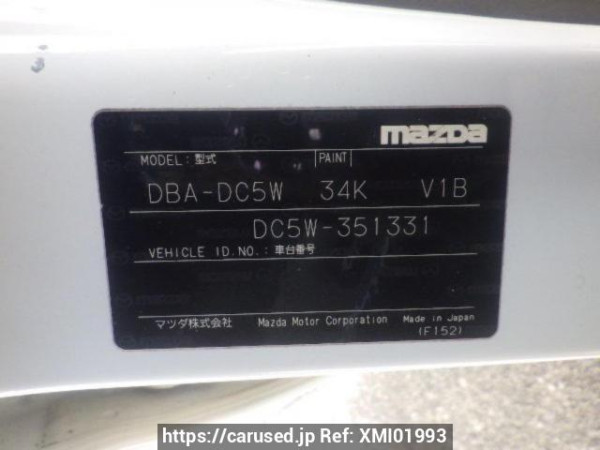 mazda
MODEL: 型式 PAINT
DBA-DC5W 34K V1B
DC5W-351331
VEHICLE ID.NO.: 車台番号
マツダ株式会社 Mazda Motor Corporation Made in Japan
(F152)
https://carused.jp Ref: XMI01993